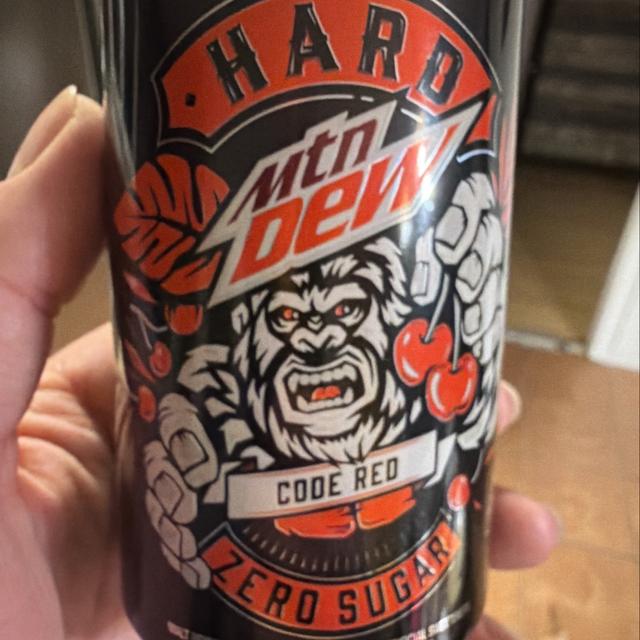 · HARD
mtn
DEW
CODE RED
ZERO SUGAR